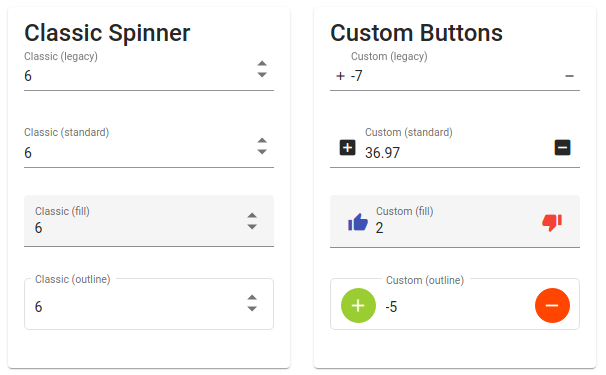 Classic Spinner
Classic (legacy)
6
Classic (standard)
6
Classic (fill)
6
Classic (outline)
6
Custom Buttons
Custom (legacy)
+ -7 −
Custom (standard)
36.97
Custom (fill)
2
Custom (outline)
-5